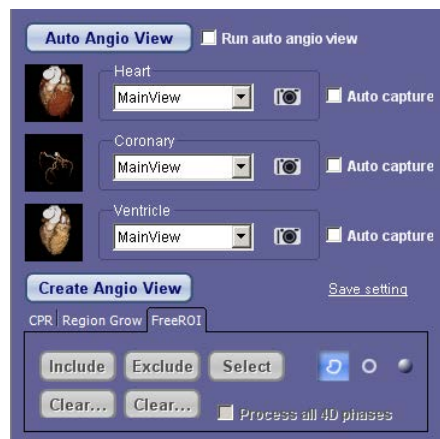 Auto Angio View Run auto angio view
Heart
MainView Auto capture
Coronary
MainView Auto capture
Ventricle
MainView Auto capture
Create Angio View Save setting
CPR Region Grow FreeROI
Include Exclude Select
Clear... Clear... Process all 4D phases